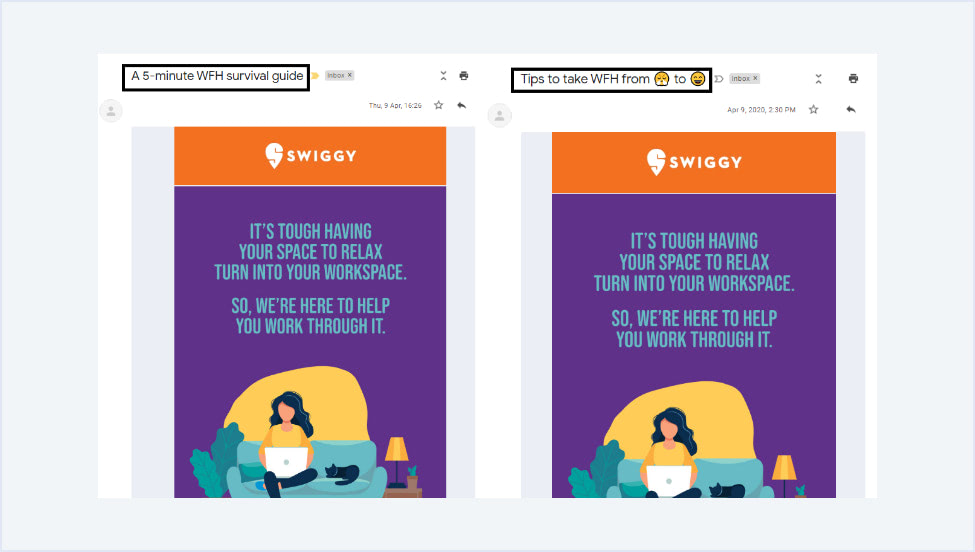 A 5-minute WFH survival guide
Inbox ×
Thu, 9 Apr, 16:26
SWIGGY
IT'S TOUGH HAVING
YOUR SPACE TO RELAX
TURN INTO YOUR WORKSPACE.
SO, WE'RE HERE TO HELP
YOU WORK THROUGH IT.
Tips to take WFH from 😤 to 😄
Inbox ×
Apr 9, 2020, 2:30 PM
SWIGGY
IT'S TOUGH HAVING
YOUR SPACE TO RELAX
TURN INTO YOUR WORKSPACE.
SO, WE'RE HERE TO HELP
YOU WORK THROUGH IT.